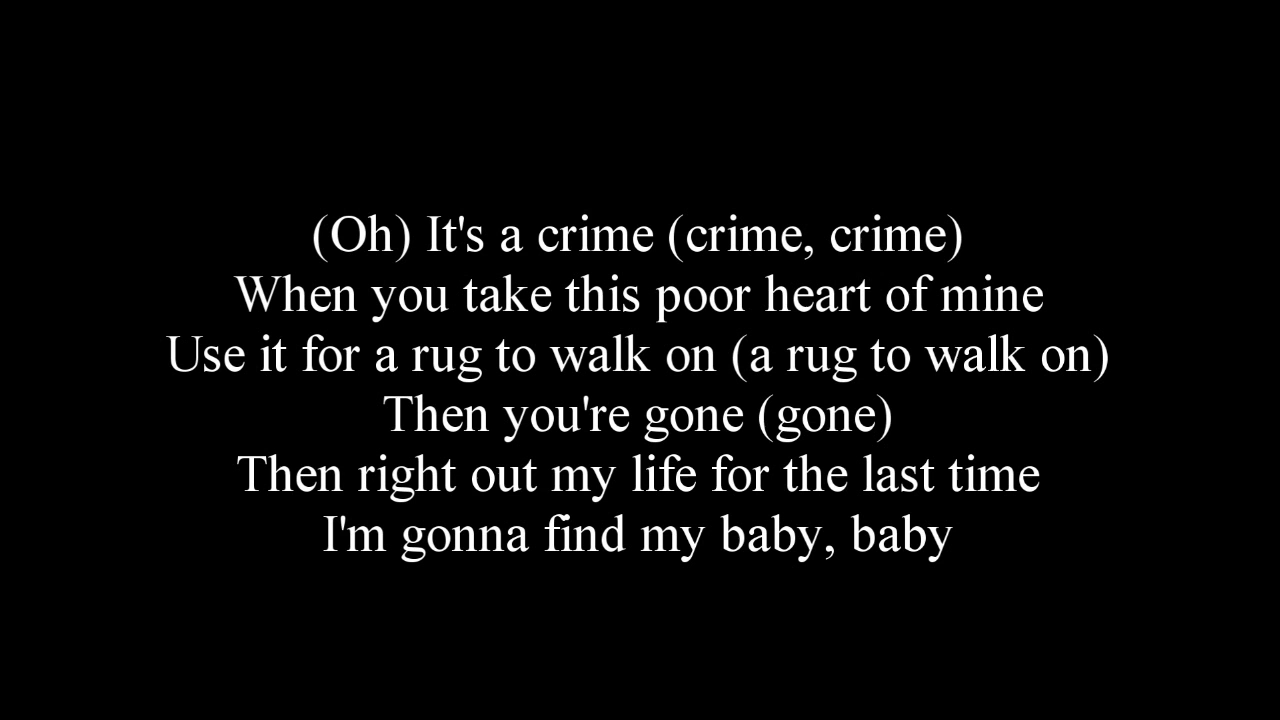 (Oh) It's a crime (crime, crime)
When you take this poor heart of mine
Use it for a rug to walk on (a rug to walk on)
Then you're gone (gone)
Then right out my life for the last time
I'm gonna find my baby, baby